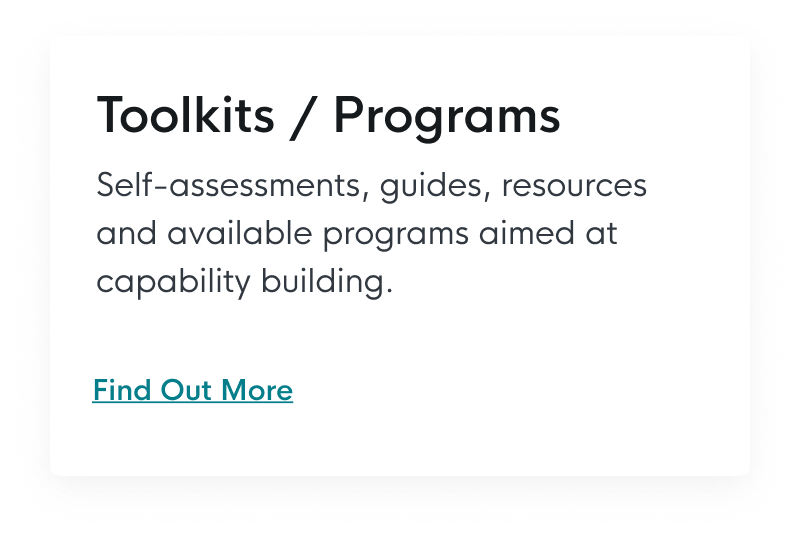 Toolkits / Programs
Self-assessments, guides, resources
and available programs aimed at
capability building.
Find Out More